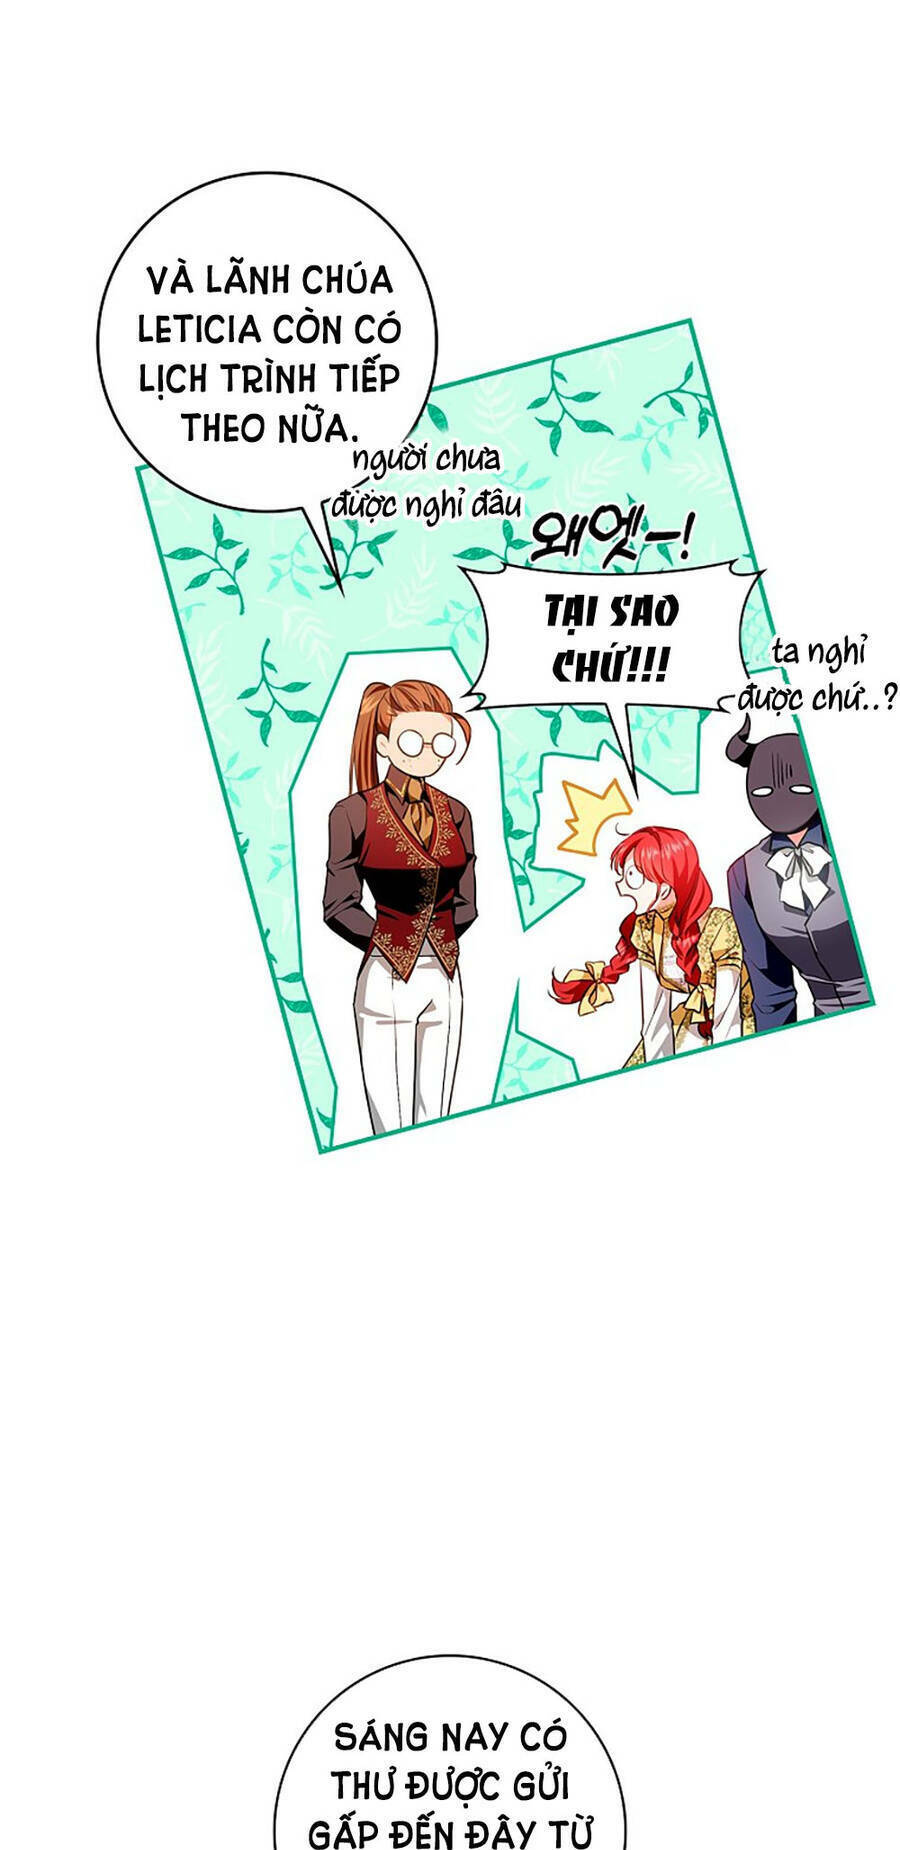 VÀ LÃNH CHÚA
LETICIA CÒN CÓ
LỊCH TRÌNH TIẾP
THEO NỮA.
người chưa
được nghỉ đâu
왜엣—!
TẠI SAO
CHỨ!!!
ta nghỉ
được chứ..?
SÁNG NAY CÓ
THƯ ĐƯỢC GỬI
GẤP ĐẾN ĐÂY TỪ